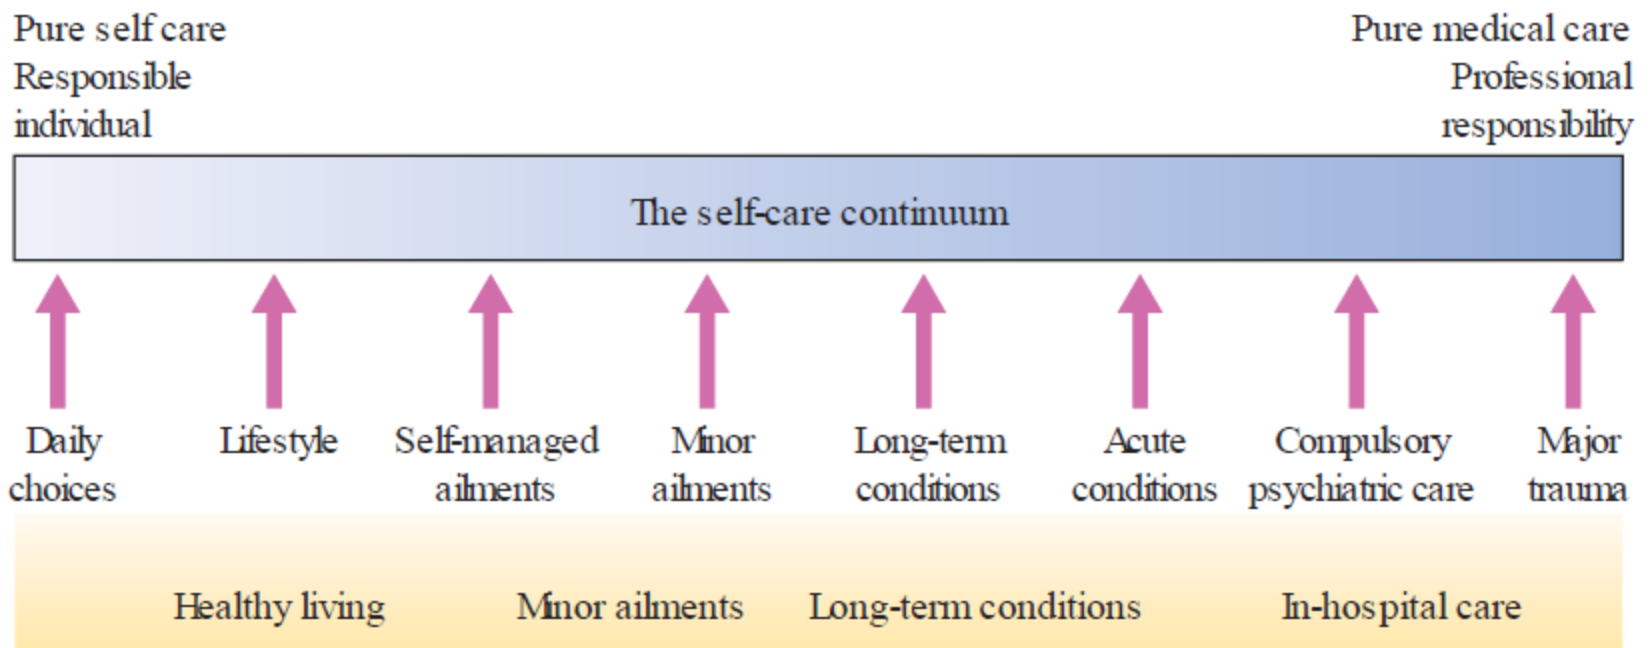 Pure self care
Responsible
individual
Pure medical care
Professional
responsibility
The self-care continuum
Daily
choices
Lifestyle
Self-managed
ailments
Minor
ailments
Long-term
conditions
Acute
conditions
Compulsory
psychiatric care
Major
trauma
Healthy living
Minor ailments
Long-term conditions
In-hospital care